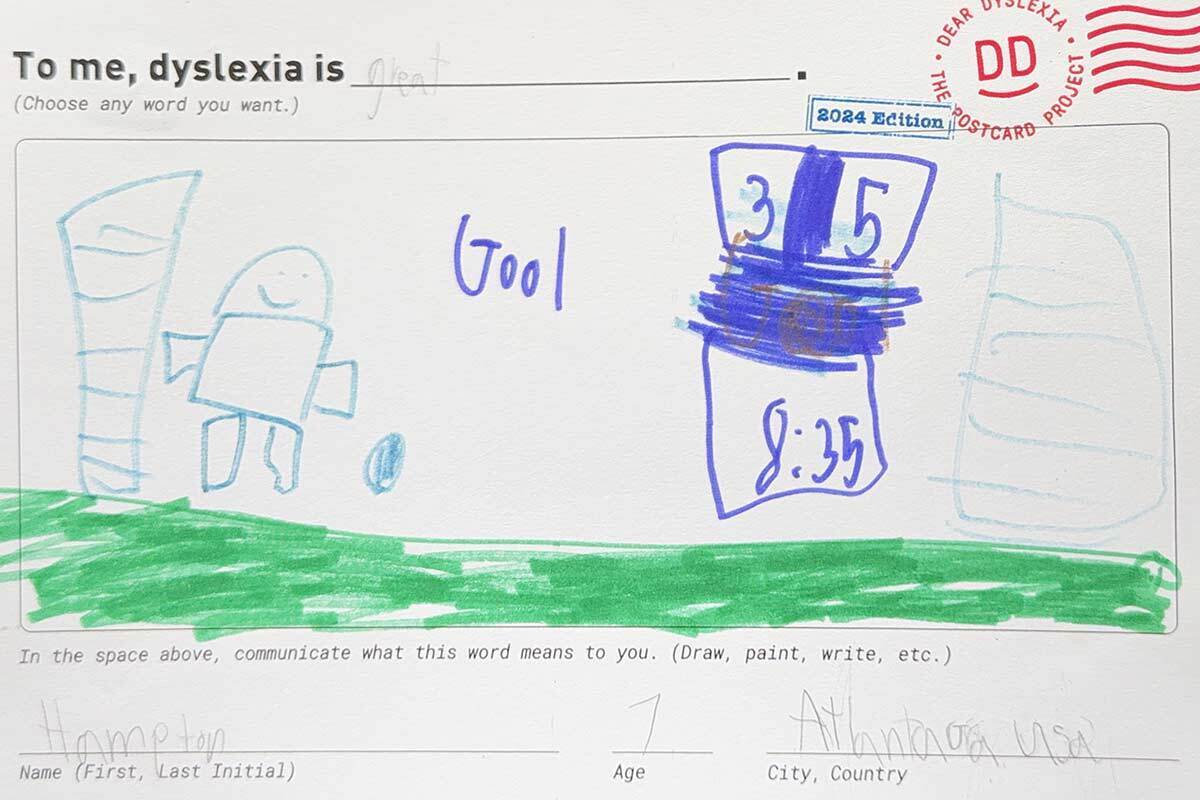 DEAR DYSLEXIA • THE POSTCARD PROJECT •
DD
To me, dyslexia is great.
(Choose any word you want.)
2024 Edition
Gool
3 5
8:35
In the space above, communicate what this word means to you. (Draw, paint, write, etc.)
Hampton 7
Name (First, Last Initial) Age City, Country